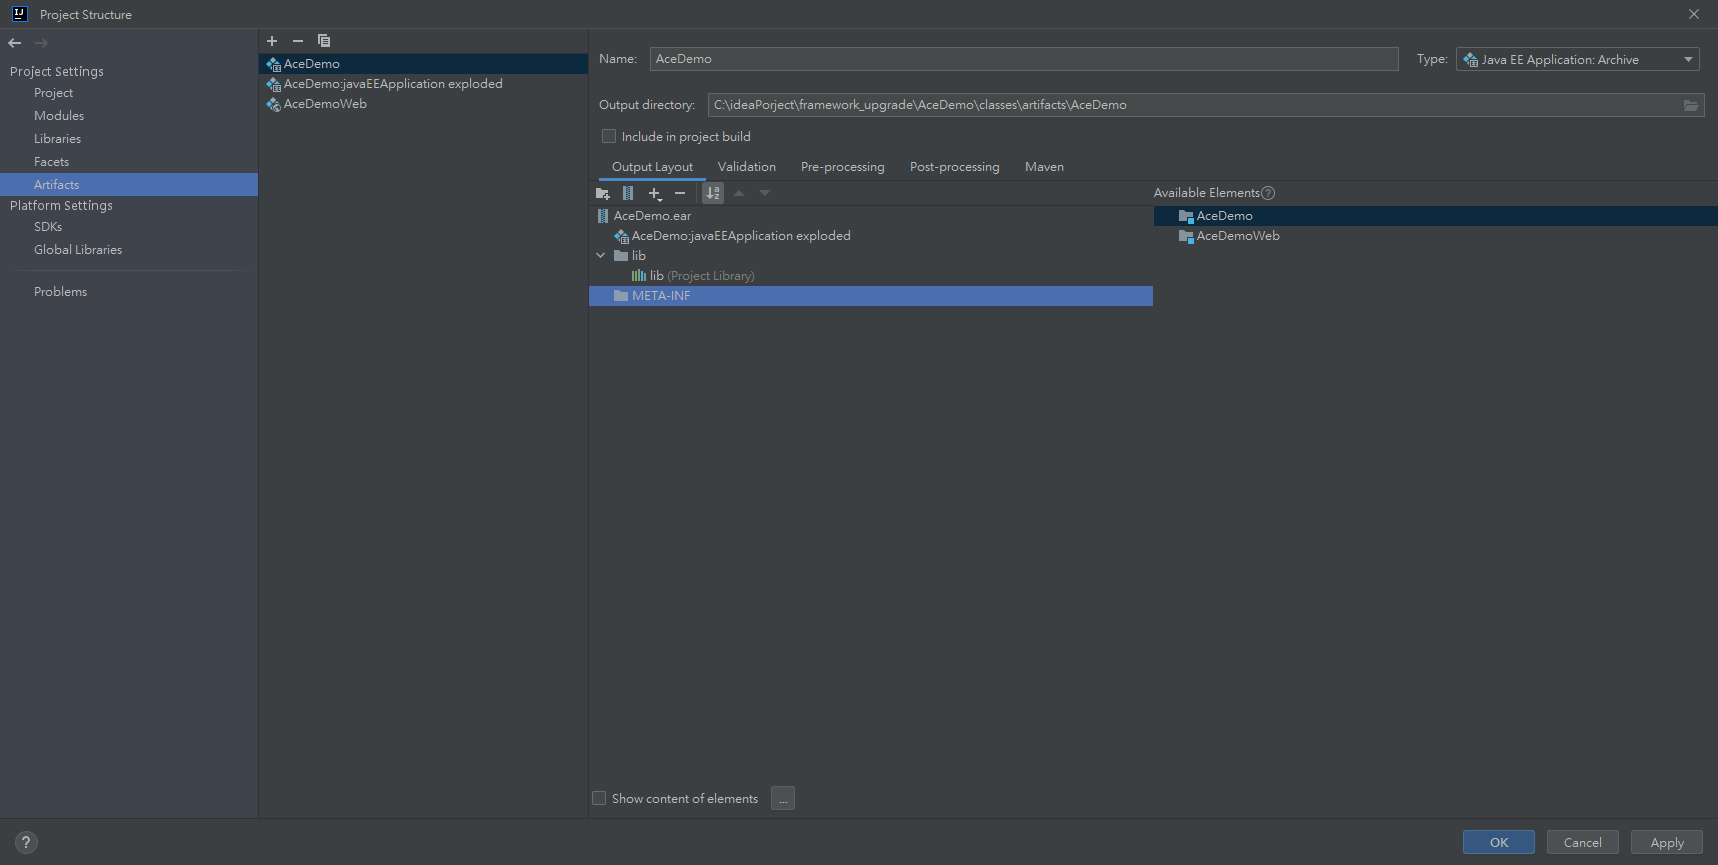 Project Structure
Project Settings
Project
Modules
Libraries
Facets
Artifacts
Platform Settings
SDKs
Global Libraries
Problems
AceDemo
AceDemo:javaEEApplication exploded
AceDemoWeb
Name: AceDemo Type: Java EE Application: Archive
Output directory: C:\ideaPorject\framework_upgrade\AceDemo\classes\artifacts\AceDemo
Include in project build
Output Layout Validation Pre-processing Post-processing Maven
AceDemo.ear
AceDemo:javaEEApplication exploded
lib
lib (Project Library)
META-INF
Available Elements ?
AceDemo
AceDemoWeb
Show content of elements ...
? OK Cancel Apply